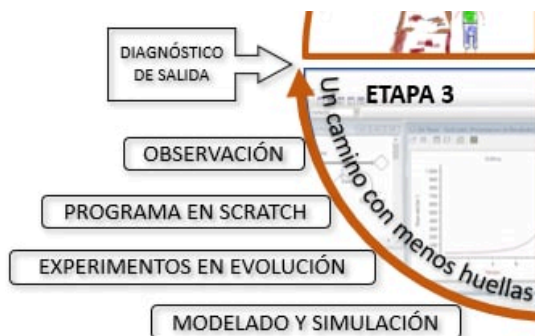 DIAGNÓSTICO
DE SALIDA
ETAPA 3
Un camino con menos huellas
OBSERVACIÓN
PROGRAMA EN SCRATCH
EXPERIMENTOS EN EVOLUCIÓN
MODELADO Y SIMULACIÓN